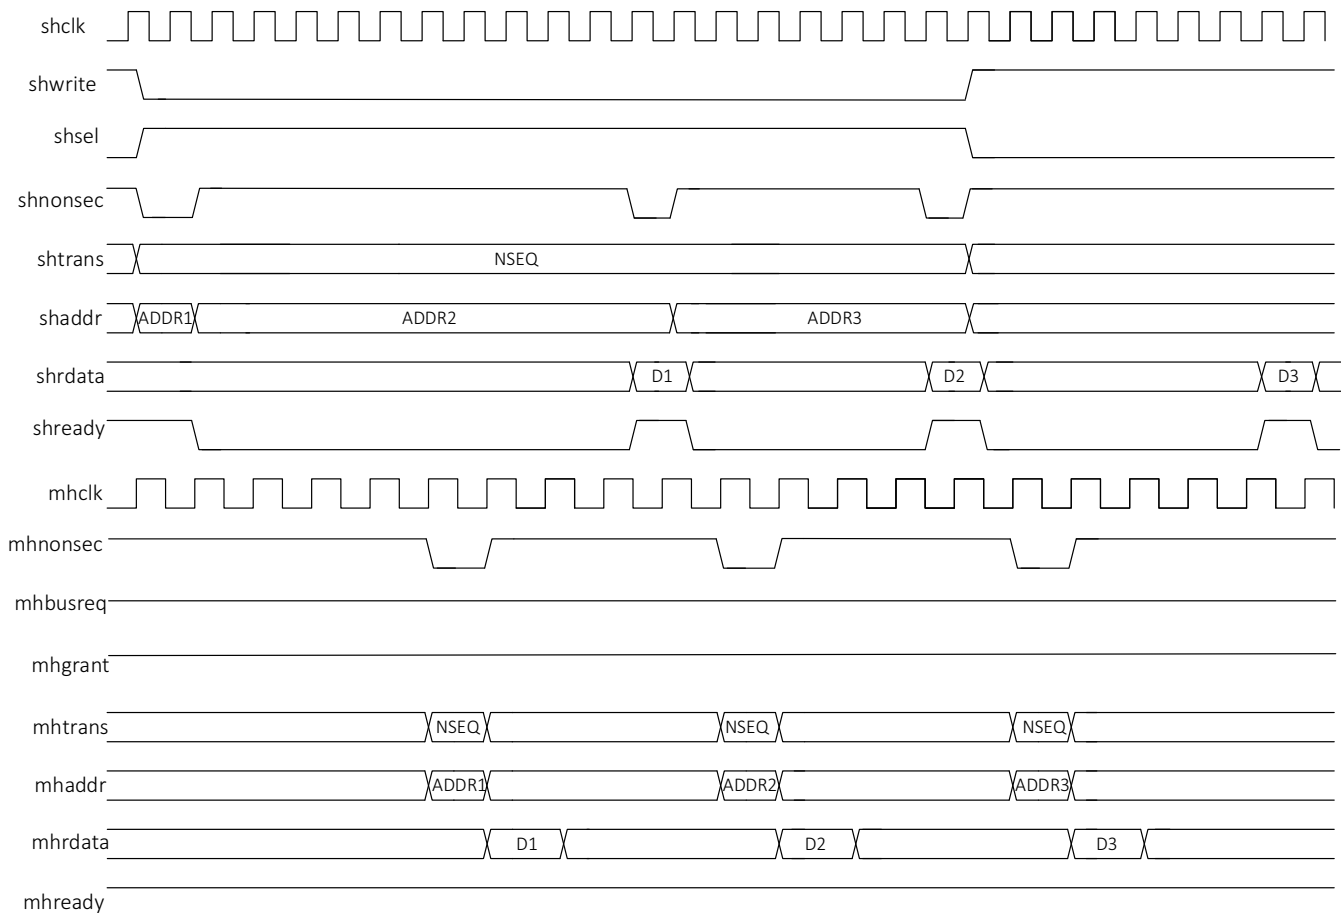 shclk
shwrite
shsel
shnonsec
shtrans NSEQ
shaddr ADDR1 ADDR2 ADDR3
shrdata D1 D2 D3
shready
mhclk
mhnonsec
mhbusreq
mhgrant
mhtrans NSEQ NSEQ NSEQ
mhaddr ADDR1 ADDR2 ADDR3
mhrdata D1 D2 D3
mhready